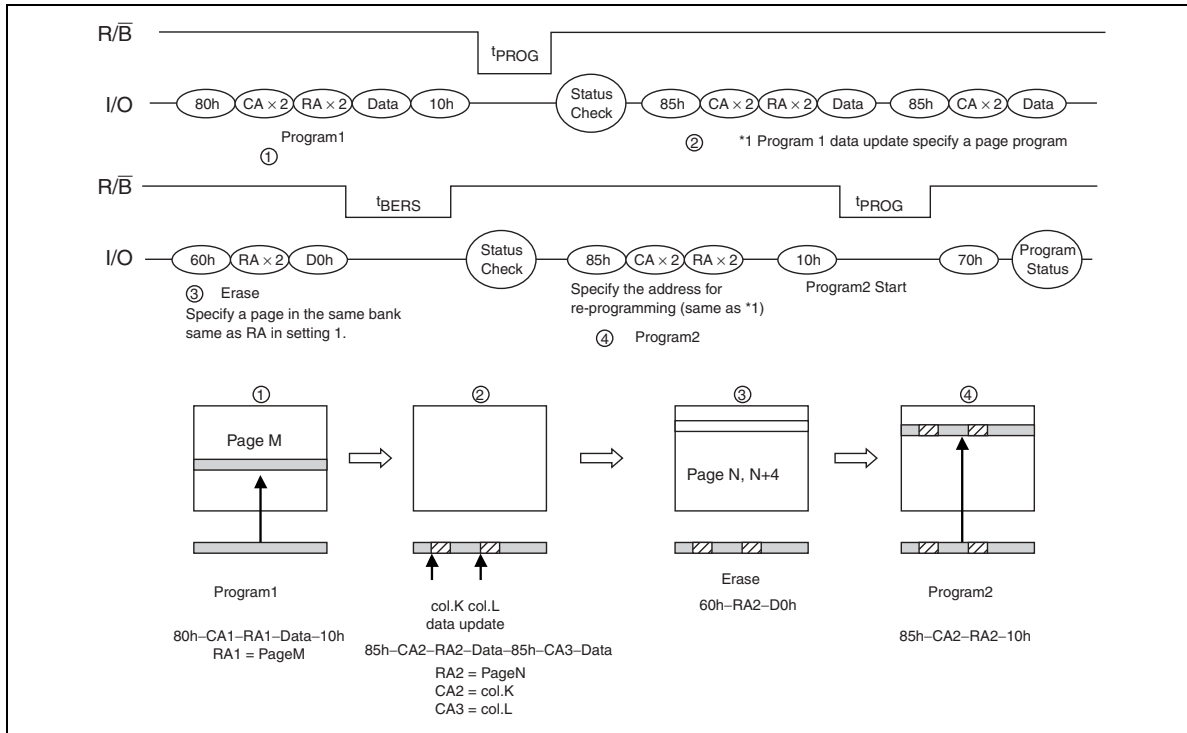 R/B
tPROG
I/O 80h CA × 2 RA × 2 Data 10h Status Check 85h CA × 2 RA × 2 Data 85h CA × 2 Data
Program1
①
② *1 Program 1 data update specify a page program
R/B
tBERS tPROG
I/O 60h RA × 2 D0h Status Check 85h CA × 2 RA × 2 10h 70h Program Status
③ Erase
Specify a page in the same bank
same as RA in setting 1.
Specify the address for
re-programming (same as *1)
④ Program2
Program2 Start
① ② ③ ④
Page M
Page N, N+4
Program1
80h–CA1–RA1–Data–10h
RA1 = PageM
col.K col.L
data update
85h–CA2–RA2–Data–85h–CA3–Data
RA2 = PageN
CA2 = col.K
CA3 = col.L
Erase
60h–RA2–D0h
Program2
85h–CA2–RA2–10h